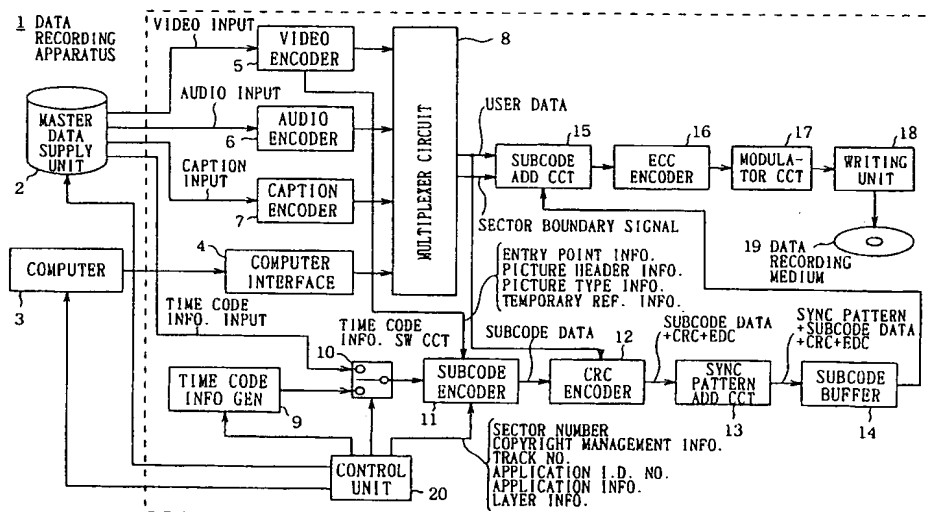 1 DATA
RECORDING
APPARATUS
VIDEO INPUT
VIDEO
ENCODER
5
8
AUDIO INPUT
AUDIO
ENCODER
6
MASTER
DATA
SUPPLY
UNIT
2
CAPTION
INPUT
CAPTION
ENCODER
7
MULTIPLEXER CIRCUIT
USER DATA
15
SUBCODE
ADD CCT
16
ECC
ENCODER
17
MODULA-
TOR CCT
18
WRITING
UNIT
SECTOR BOUNDARY SIGNAL
19 DATA
RECORDING
MEDIUM
4
COMPUTER
3
COMPUTER
INTERFACE
ENTRY POINT INFO.
PICTURE HEADER INFO.
PICTURE TYPE INFO.
TEMPORARY REF. INFO.
TIME CODE
INFO. INPUT
TIME CODE
INFO. SW CCT
10
SUBCODE DATA
12
SUBCODE DATA
+CRC+EDC
SYNC PATTERN
+SUBCODE DATA
+CRC+EDC
TIME CODE
INFO GEN
9
SUBCODE
ENCODER
11
CRC
ENCODER
SYNC
PATTERN
ADD CCT
13
SUBCODE
BUFFER
14
CONTROL
UNIT
20
SECTOR NUMBER
COPYRIGHT MANAGEMENT INFO.
TRACK NO.
APPLICATION I.D. NO.
APPLICATION INFO.
LAYER INFO.